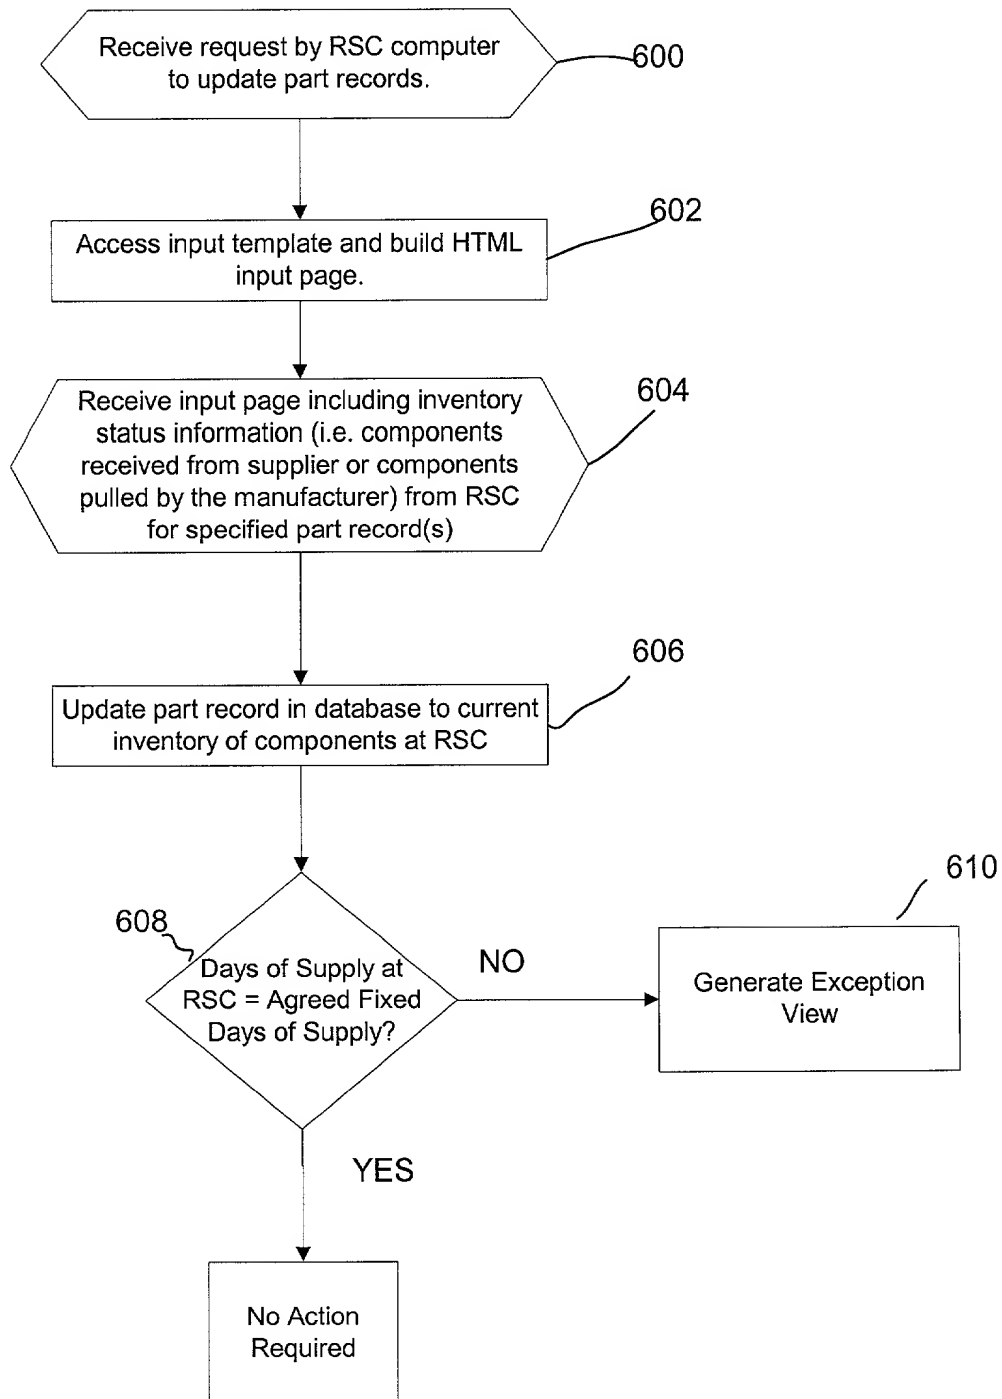 Receive request by RSC computer
to update part records.
600
602
Access input template and build HTML
input page.
604
Receive input page including inventory
status information (i.e. components
received from supplier or components
pulled by the manufacturer) from RSC
for specified part record(s)
606
Update part record in database to current
inventory of components at RSC
610
608
Days of Supply at
RSC = Agreed Fixed
Days of Supply?
NO
Generate Exception
View
YES
No Action
Required